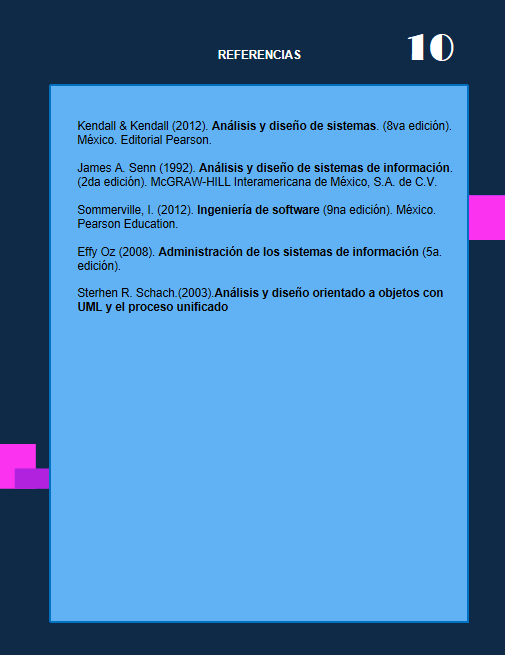 REFERENCIAS
10
Kendall & Kendall (2012). Análisis y diseño de sistemas. (8va edición).
México. Editorial Pearson.
James A. Senn (1992). Análisis y diseño de sistemas de información.
(2da edición). McGRAW-HILL Interamericana de México, S.A. de C.V.
Sommerville, I. (2012). Ingeniería de software (9na edición). México.
Pearson Education.
Effy Oz (2008). Administración de los sistemas de información (5a.
edición).
Sterhen R. Schach.(2003).Análisis y diseño orientado a objetos con
UML y el proceso unificado